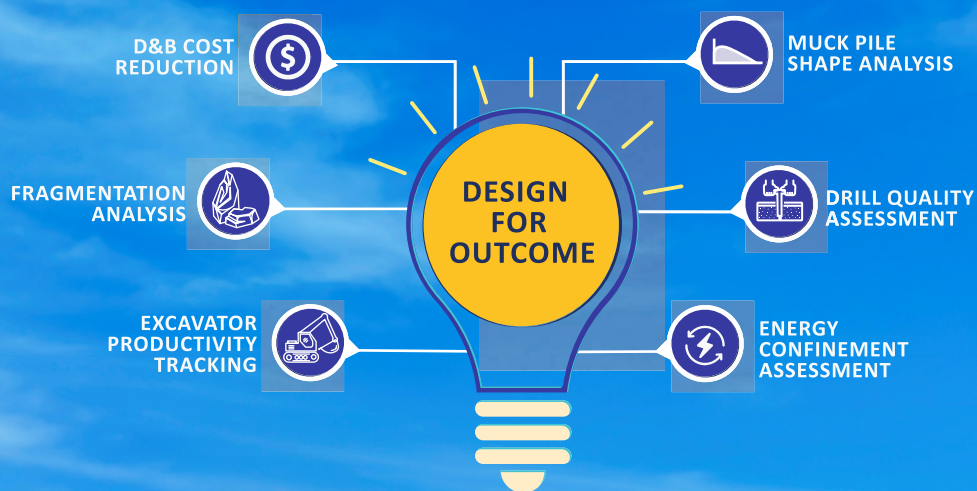 D&B COST
REDUCTION
MUCK PILE
SHAPE ANALYSIS
FRAGMENTATION
ANALYSIS
DESIGN
FOR
OUTCOME
DRILL QUALITY
ASSESSMENT
EXCAVATOR
PRODUCTIVITY
TRACKING
ENERGY
CONFINEMENT
ASSESSMENT
$